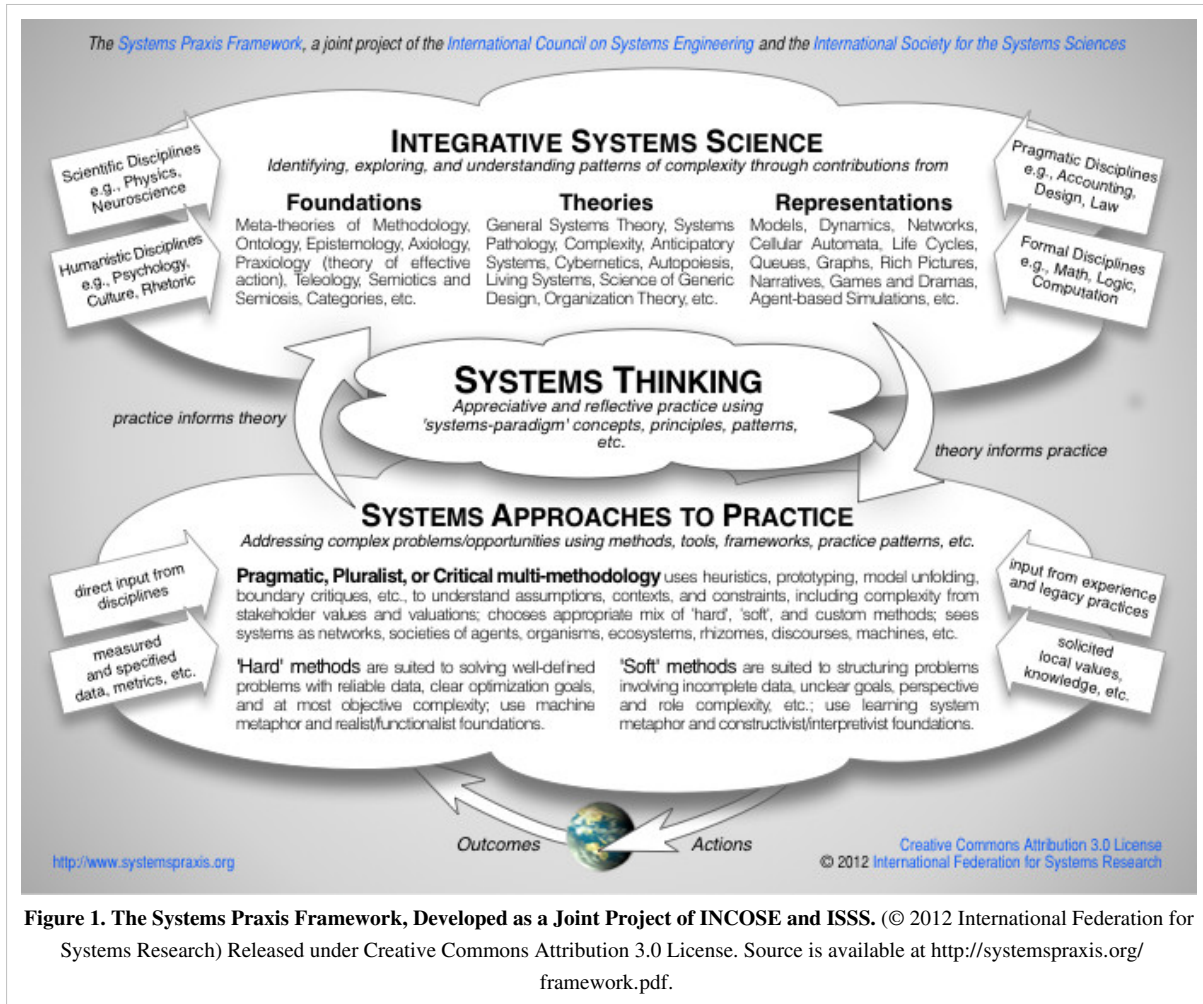 The Systems Praxis Framework, a joint project of the International Council on Systems Engineering and the International Society for the Systems Sciences
INTEGRATIVE SYSTEMS SCIENCE
Identifying, exploring, and understanding patterns of complexity through contributions from
Scientific Disciplines
e.g., Physics,
Neuroscience
Humanistic Disciplines
e.g., Psychology,
Culture, Rhetoric
Foundations
Meta-theories of Methodology,
Ontology, Epistemology, Axiology,
Praxiology (theory of effective
action), Teleology, Semiotics and
Semiosis, Categories, etc.
Theories
General Systems Theory, Systems
Pathology, Complexity, Anticipatory
Systems, Cybernetics, Autopoiesis,
Living Systems, Science of Generic
Design, Organization Theory, etc.
Representations
Models, Dynamics, Networks,
Cellular Automata, Life Cycles,
Queues, Graphs, Rich Pictures,
Narratives, Games and Dramas,
Agent-based Simulations, etc.
Pragmatic Disciplines
e.g., Accounting,
Design, Law
Formal Disciplines
e.g., Math, Logic,
Computation
SYSTEMS THINKING
Appreciative and reflective practice using
'systems-paradigm' concepts, principles, patterns,
etc.
practice informs theory
theory informs practice
SYSTEMS APPROACHES TO PRACTICE
Addressing complex problems/opportunities using methods, tools, frameworks, practice patterns, etc.
direct input from
disciplines
measured
and specified
data, metrics, etc.
Pragmatic, Pluralist, or Critical multi-methodology uses heuristics, prototyping, model unfolding,
boundary critiques, etc., to understand assumptions, contexts, and constraints, including complexity from
stakeholder values and valuations; chooses appropriate mix of 'hard', 'soft', and custom methods; sees
systems as networks, societies of agents, organisms, ecosystems, rhizomes, discourses, machines, etc.
'Hard' methods are suited to solving well-defined
problems with reliable data, clear optimization goals,
and at most objective complexity; use machine
metaphor and realist/functionalist foundations.
'Soft' methods are suited to structuring problems
involving incomplete data, unclear goals, perspective
and role complexity, etc.; use learning system
metaphor and constructivist/interpretivist foundations.
input from experience
and legacy practices
solicited
local values,
knowledge, etc.
Outcomes
Actions
http://www.systemspraxis.org
Creative Commons Attribution 3.0 License
© 2012 International Federation for Systems Research
Figure 1. The Systems Praxis Framework, Developed as a Joint Project of INCOSE and ISSS. (© 2012 International Federation for
Systems Research) Released under Creative Commons Attribution 3.0 License. Source is available at http://systemspraxis.org/
framework.pdf.